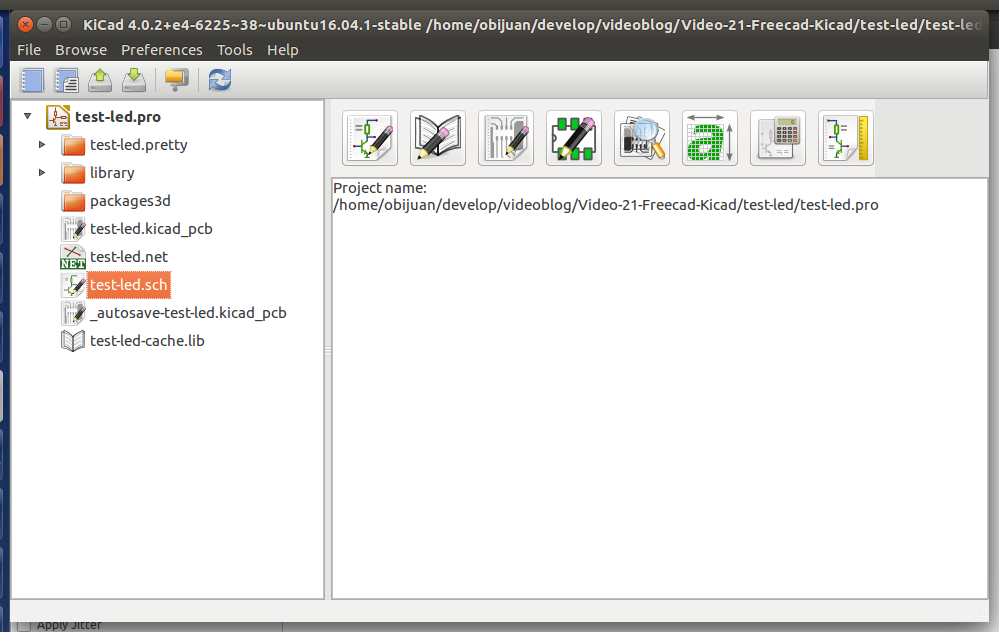 KiCad 4.0.2+e4-6225~38~ubuntu16.04.1-stable /home/obijuan/develop/videoblog/Video-21-Freecad-Kicad/test-led/test-led
File Browse Preferences Tools Help
test-led.pro
test-led.pretty
library
packages3d
test-led.kicad_pcb
NET test-led.net
test-led.sch
_autosave-test-led.kicad_pcb
test-led-cache.lib
a
Project name:
/home/obijuan/develop/videoblog/Video-21-Freecad-Kicad/test-led/test-led.pro
Apply Jitter